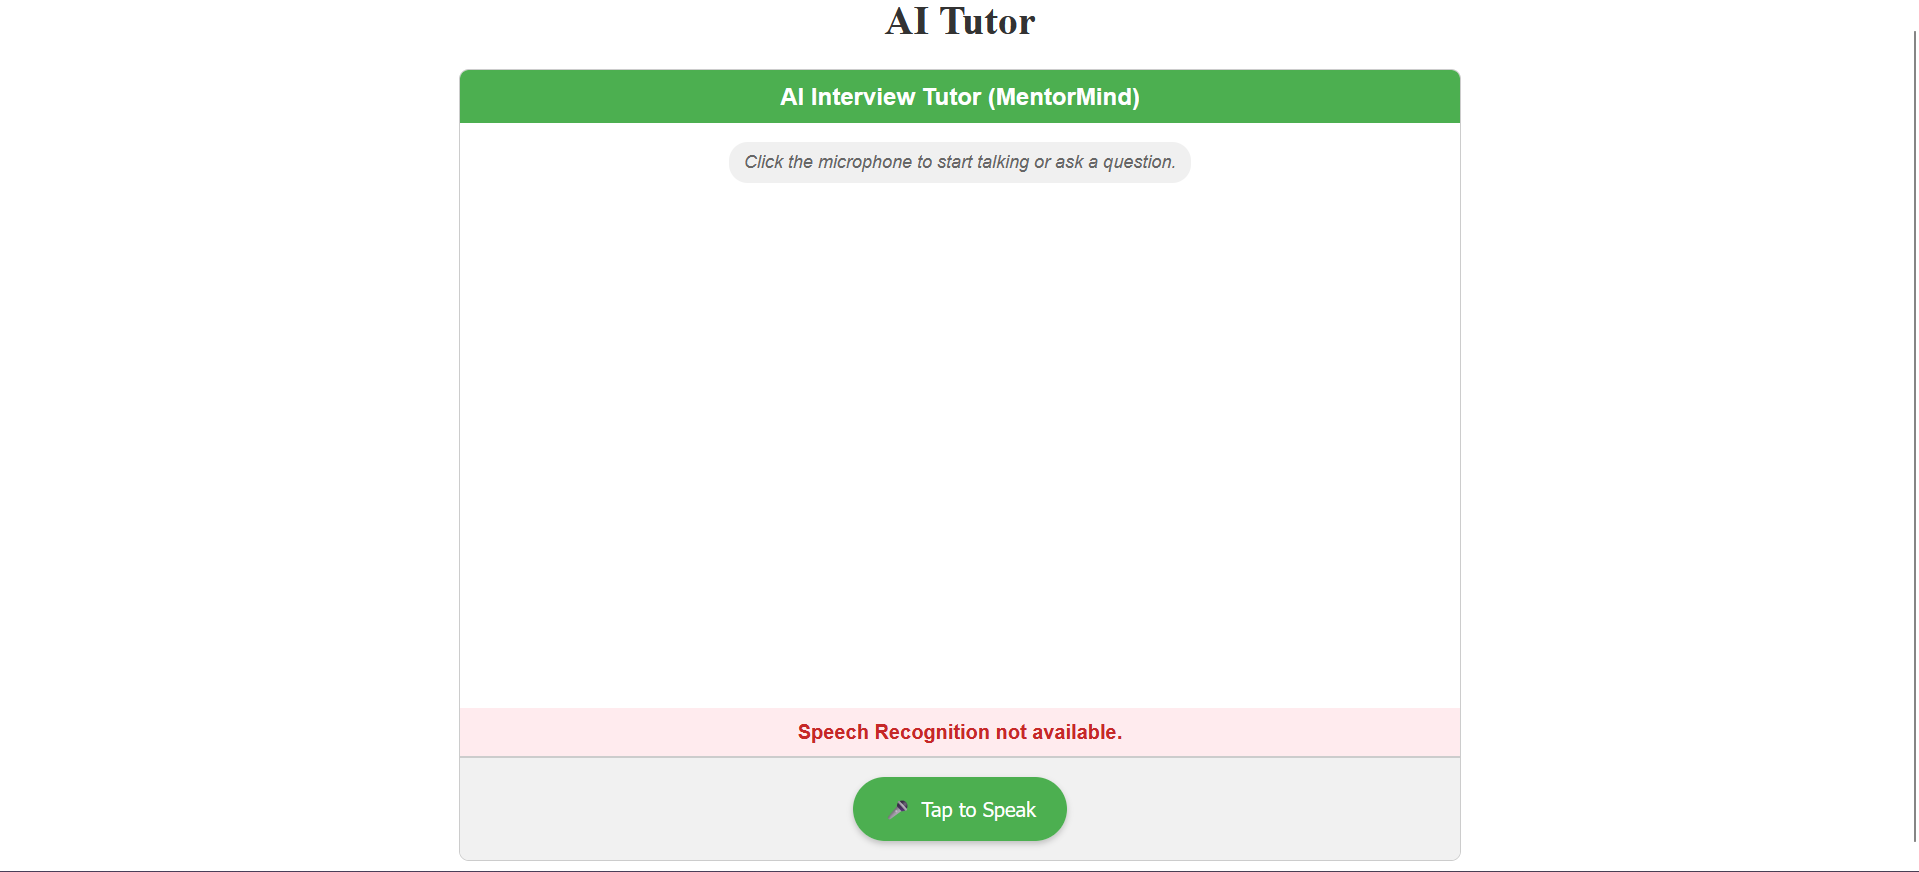 AI Tutor
AI Interview Tutor (MentorMind)
Click the microphone to start talking or ask a question.
Speech Recognition not available.
Tap to Speak